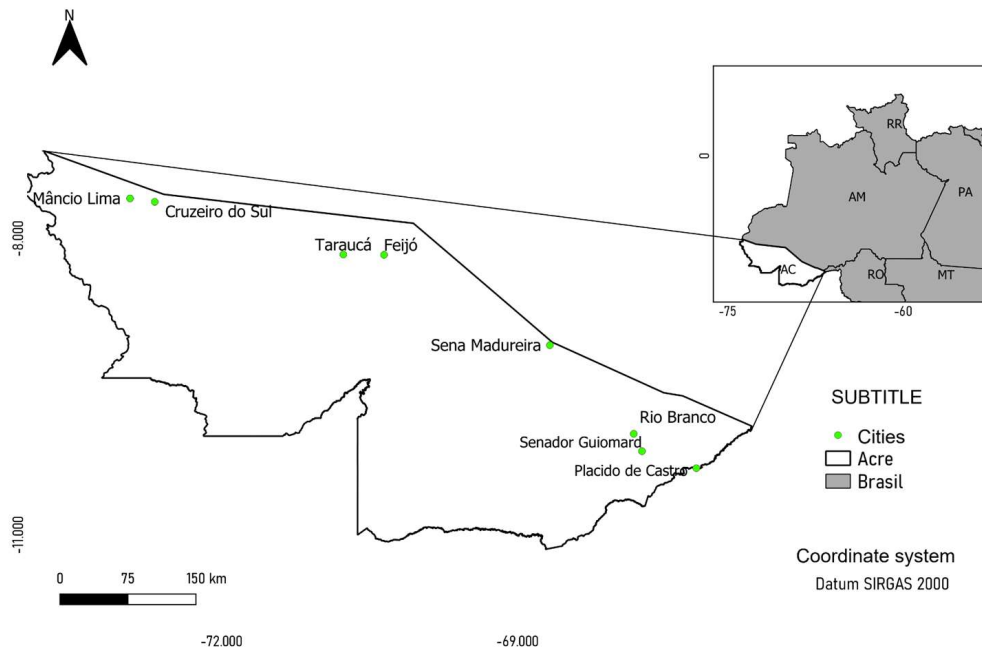 N
RR
0
AM
PA
Mâncio Lima
Cruzeiro do Sul
-8.000
Taraucá
Feijó
AC
RO
MT
-75
-60
Sena Madureira
SUBTITLE
Rio Branco
Cities
Senador Guiomard
Acre
Placido de Castro
Brasil
-11.000
Coordinate system
Datum SIRGAS 2000
0 75 150 km
-72.000
-69.000